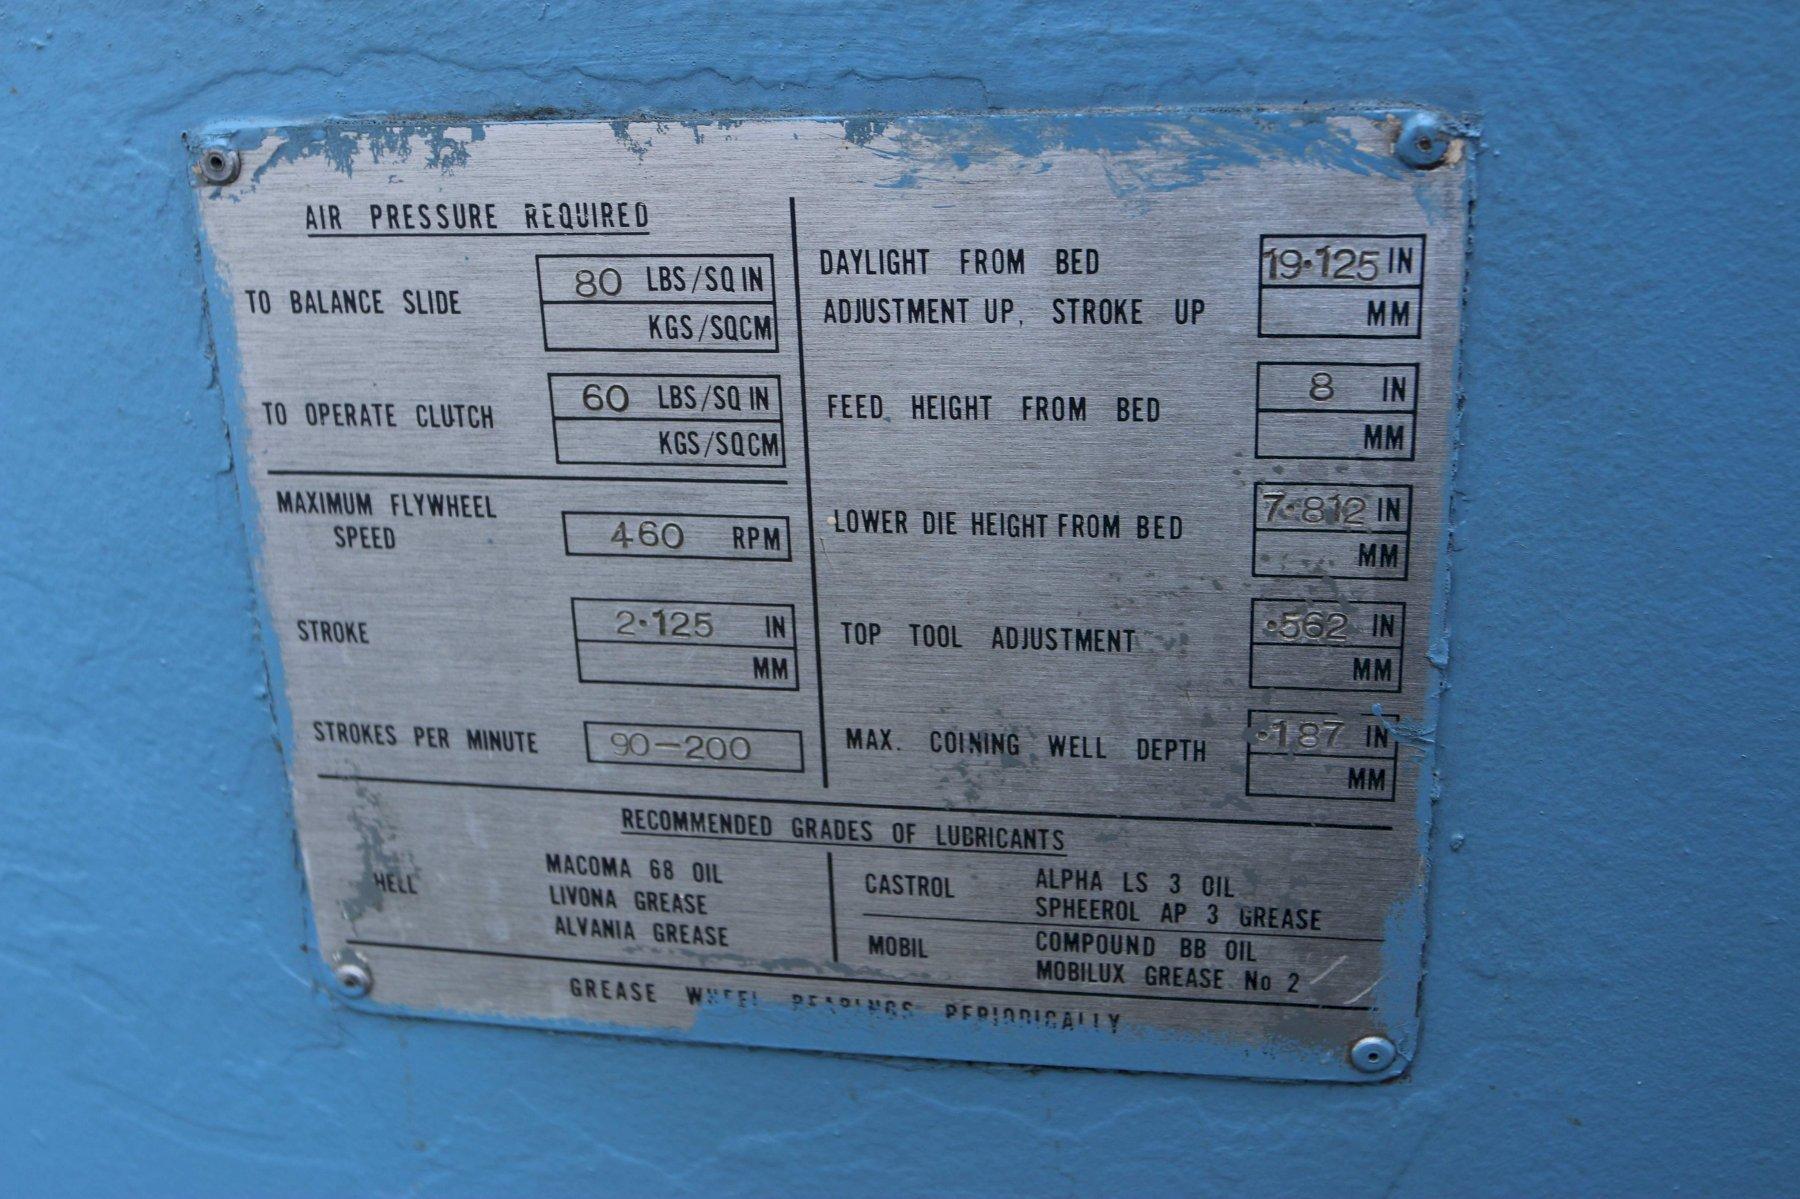 AIR PRESSURE REQUIRED
TO BALANCE SLIDE
80 LBS/SQ IN
KGS/SQCM
TO OPERATE CLUTCH
60 LBS/SQ IN
KGS/SQCM
MAXIMUM FLYWHEEL
SPEED
460 RPM
STROKE
2·125 IN
MM
STROKES PER MINUTE
90-200
DAYLIGHT FROM BED
ADJUSTMENT UP, STROKE UP
19·125 IN
MM
FEED HEIGHT FROM BED
8 IN
MM
LOWER DIE HEIGHT FROM BED
7·812 IN
MM
TOP TOOL ADJUSTMENT
·562 IN
MM
MAX. COINING WELL DEPTH
·187 IN
MM
RECOMMENDED GRADES OF LUBRICANTS
HELL
MACOMA 68 OIL
LIVONA GREASE
ALVANIA GREASE
CASTROL
ALPHA LS 3 OIL
SPHEEROL AP 3 GREASE
MOBIL
COMPOUND BB OIL
MOBILUX GREASE No 2
GREASE WHEEL BEARINGS PERIODICALLY